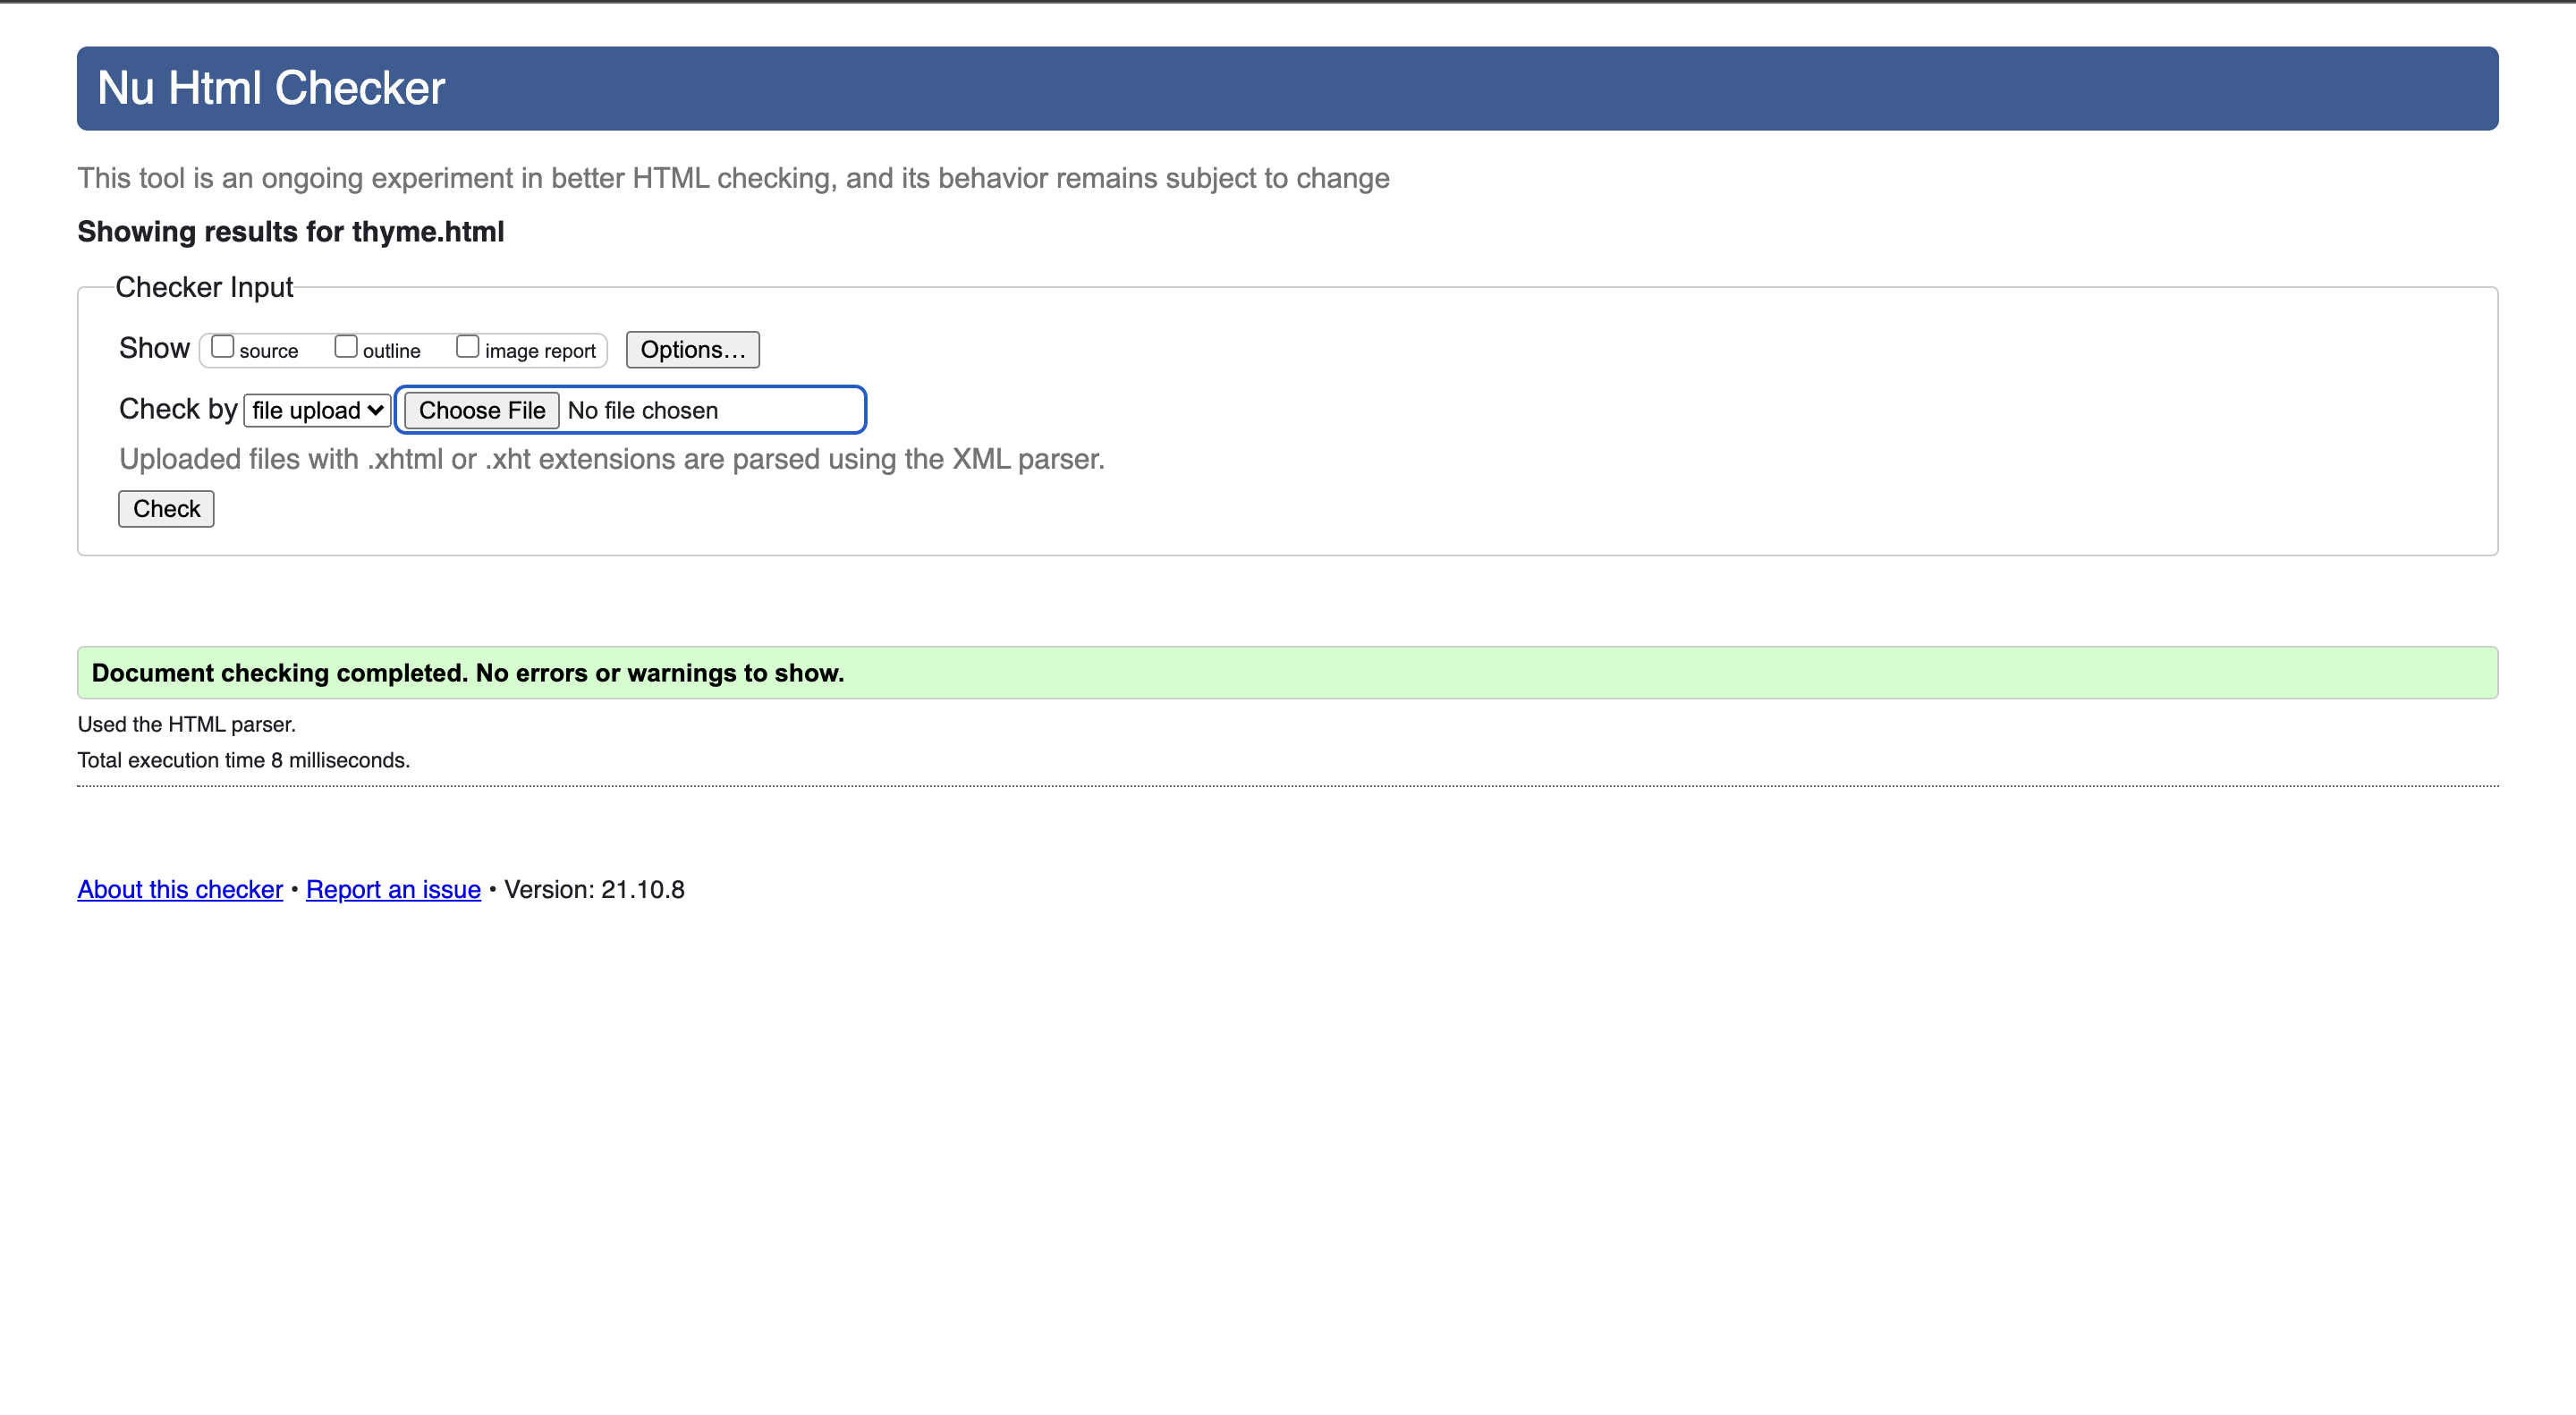 Nu Html Checker
This tool is an ongoing experiment in better HTML checking, and its behavior remains subject to change
Showing results for thyme.html
Checker Input
Show source outline image report Options…
Check by file upload Choose File No file chosen
Uploaded files with .xhtml or .xht extensions are parsed using the XML parser.
Check
Document checking completed. No errors or warnings to show.
Used the HTML parser.
Total execution time 8 milliseconds.
About this checker • Report an issue • Version: 21.10.8